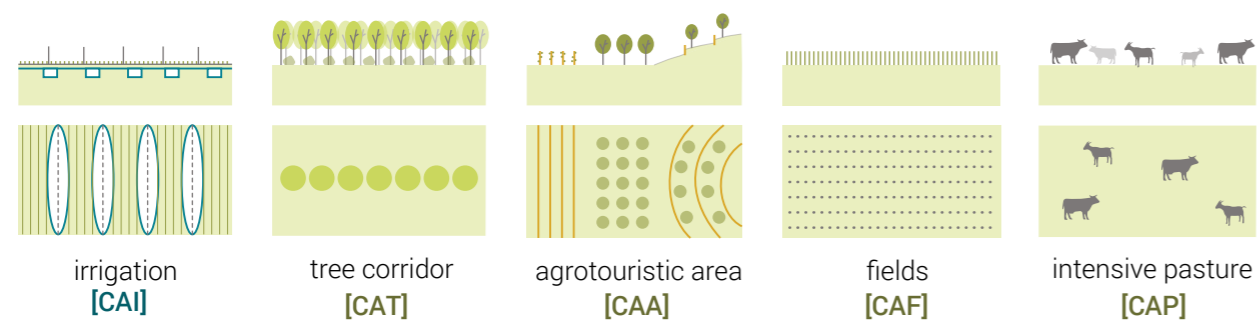 irrigation
[CAI]
tree corridor
[CAT]
agrotouristic area
[CAA]
fields
[CAF]
intensive pasture
[CAP]